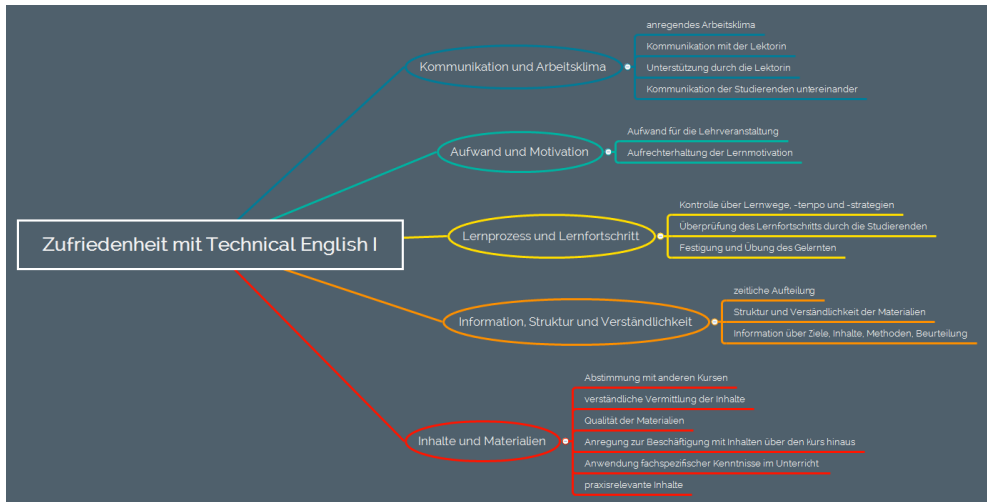 Zufriedenheit mit Technical English I
Kommunikation und Arbeitsklima
anregendes Arbeitsklima
Kommunikation mit der Lektorin
Unterstützung durch die Lektorin
Kommunikation der Studierenden untereinander
Aufwand und Motivation
Aufwand für die Lehrveranstaltung
Aufrechterhaltung der Lernmotivation
Lernprozess und Lernfortschritt
Kontrolle über Lernwege, -tempo und -strategien
Überprüfung des Lernfortschritts durch die Studierenden
Festigung und Übung des Gelernten
Information, Struktur und Verständlichkeit
zeitliche Aufteilung
Struktur und Verständlichkeit der Materialien
Information über Ziele, Inhalte, Methoden, Beurteilung
Inhalte und Materialien
Abstimmung mit anderen Kursen
verständliche Vermittlung der Inhalte
Qualität der Materialien
Anregung zur Beschäftigung mit Inhalten über den Kurs hinaus
Anwendung fachspezifischer Kenntnisse im Unterricht
praxisrelevante Inhalte